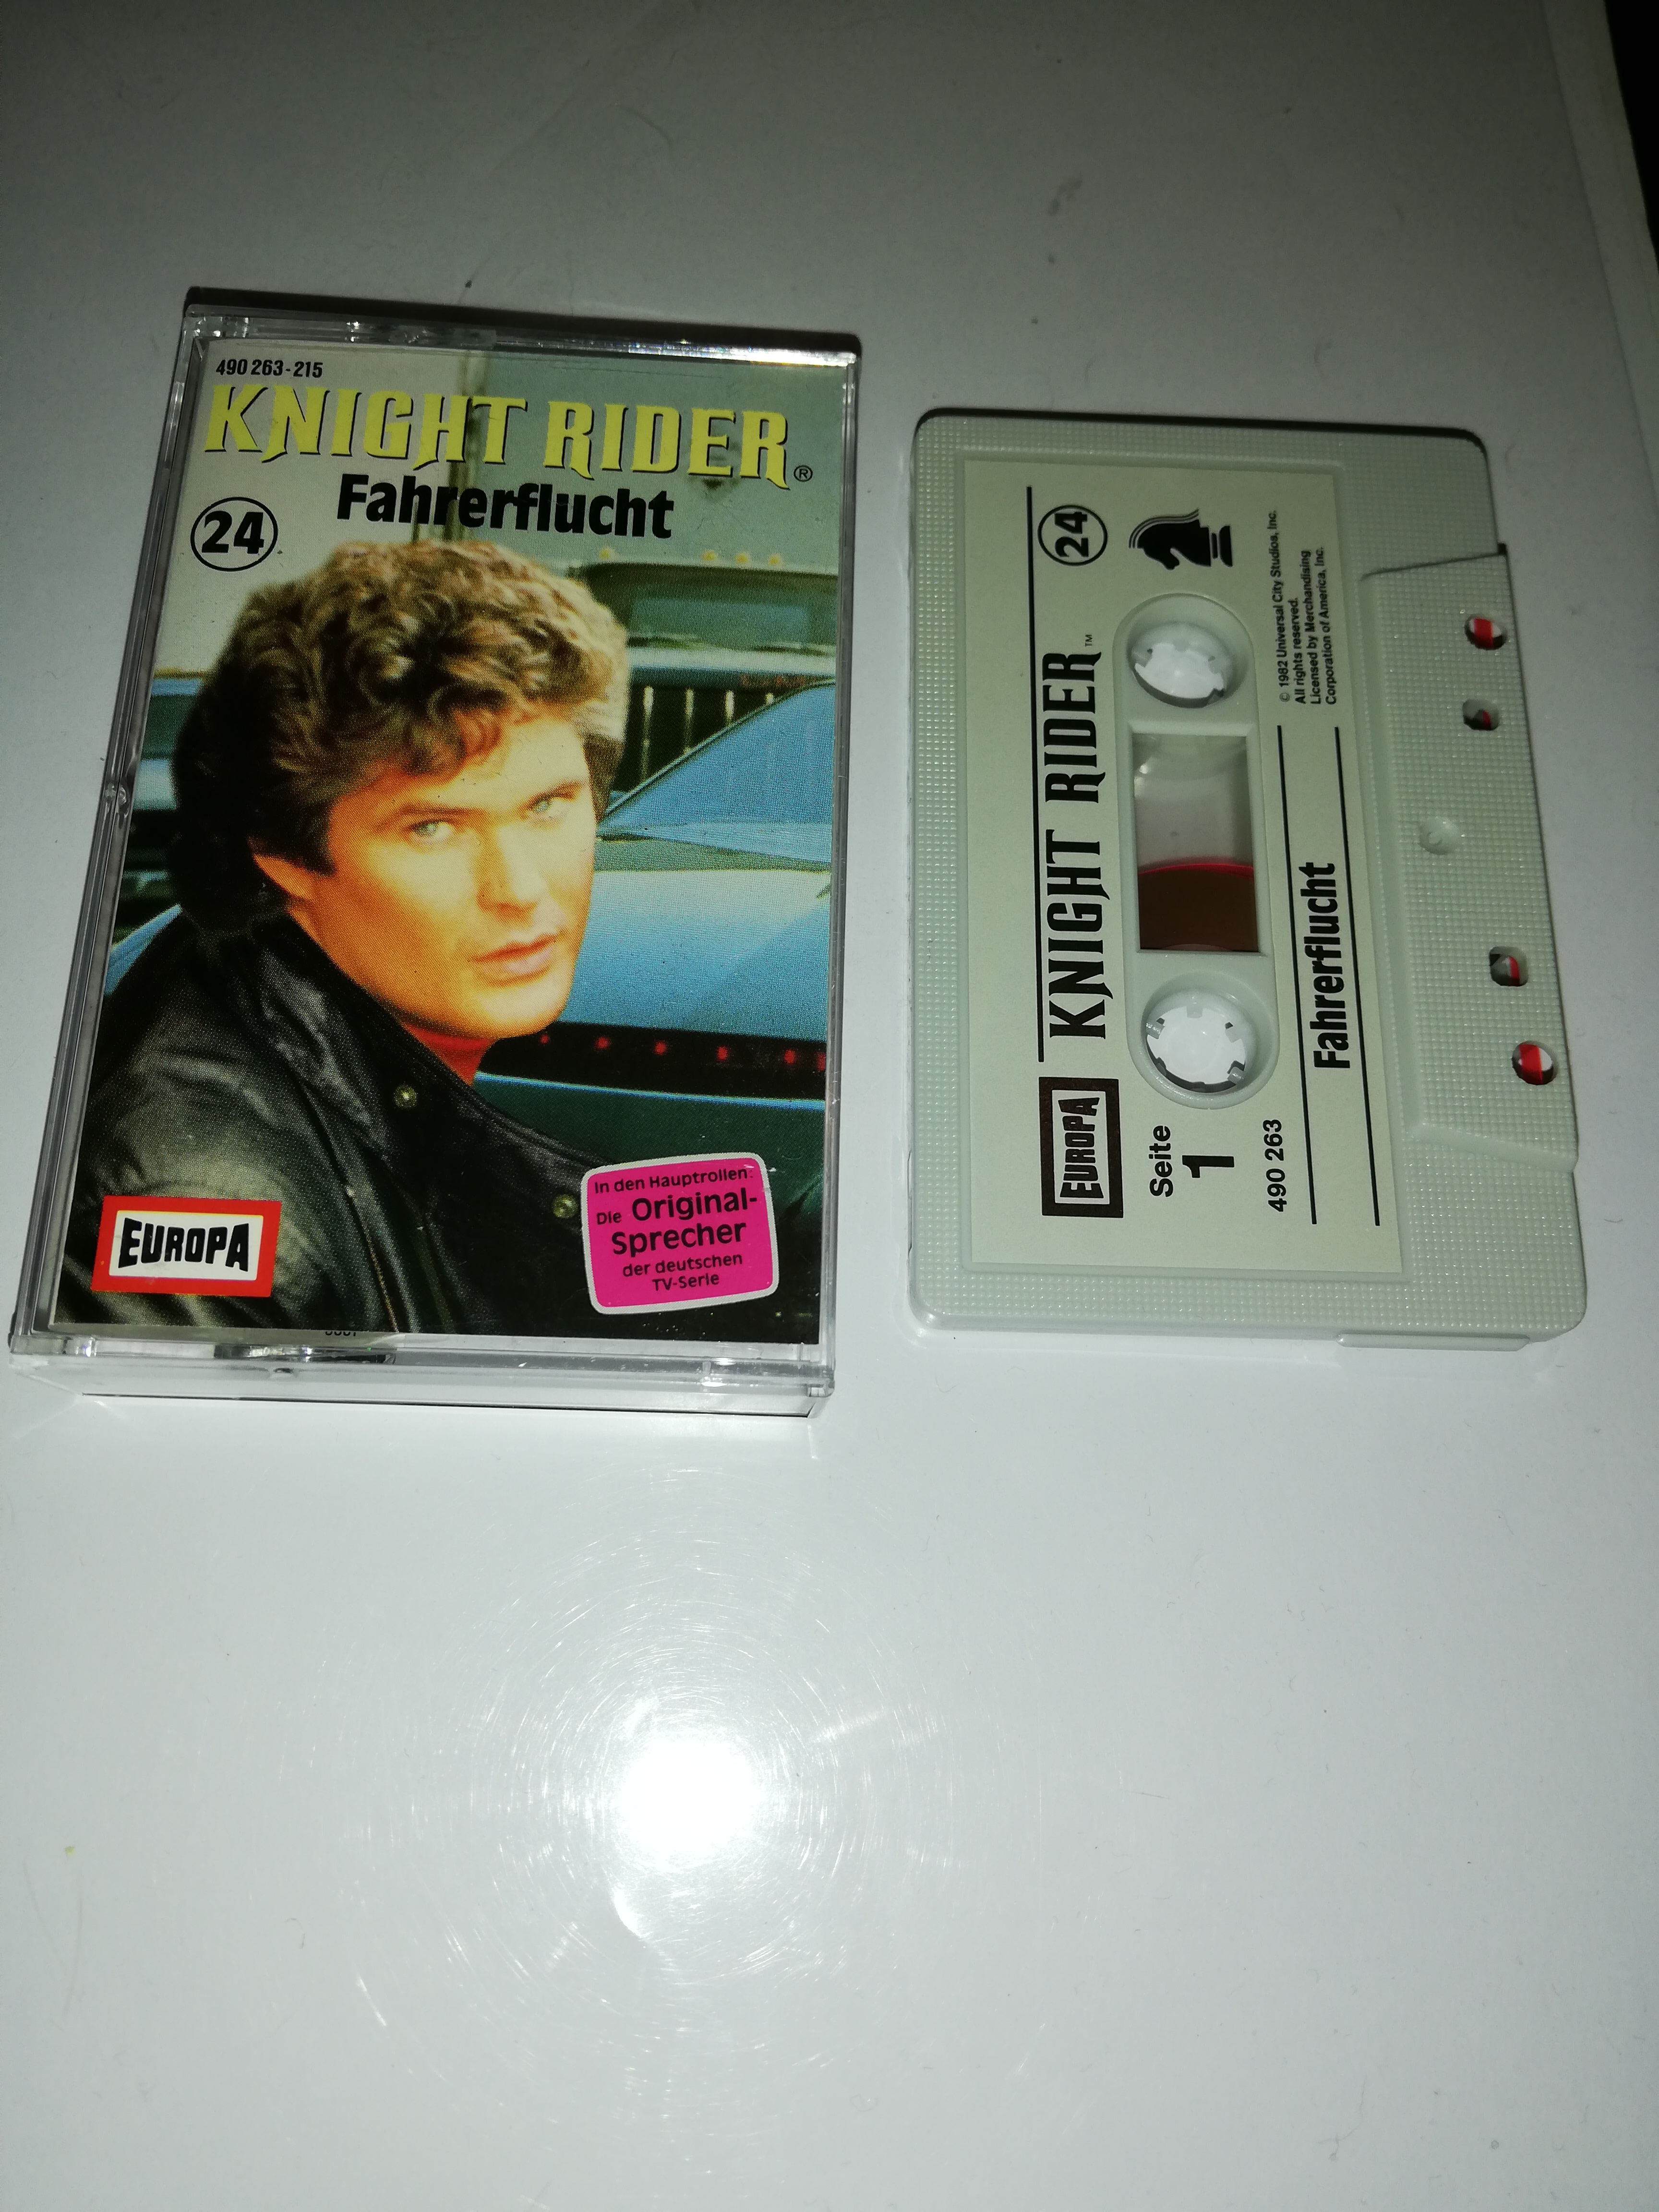 490 263-215
KNIGHT RIDER®
Fahrerflucht
24
EUROPA
In den Hauptrollen:
Die Original-
Sprecher
der deutschen
TV-Serie
EUROPA
KNIGHT RIDER™
24
Seite
1
490 263
© 1982 Universal City Studios, Inc.
All rights reserved.
Licensed by Merchandising
Corporation of America, Inc.
Fahrerflucht